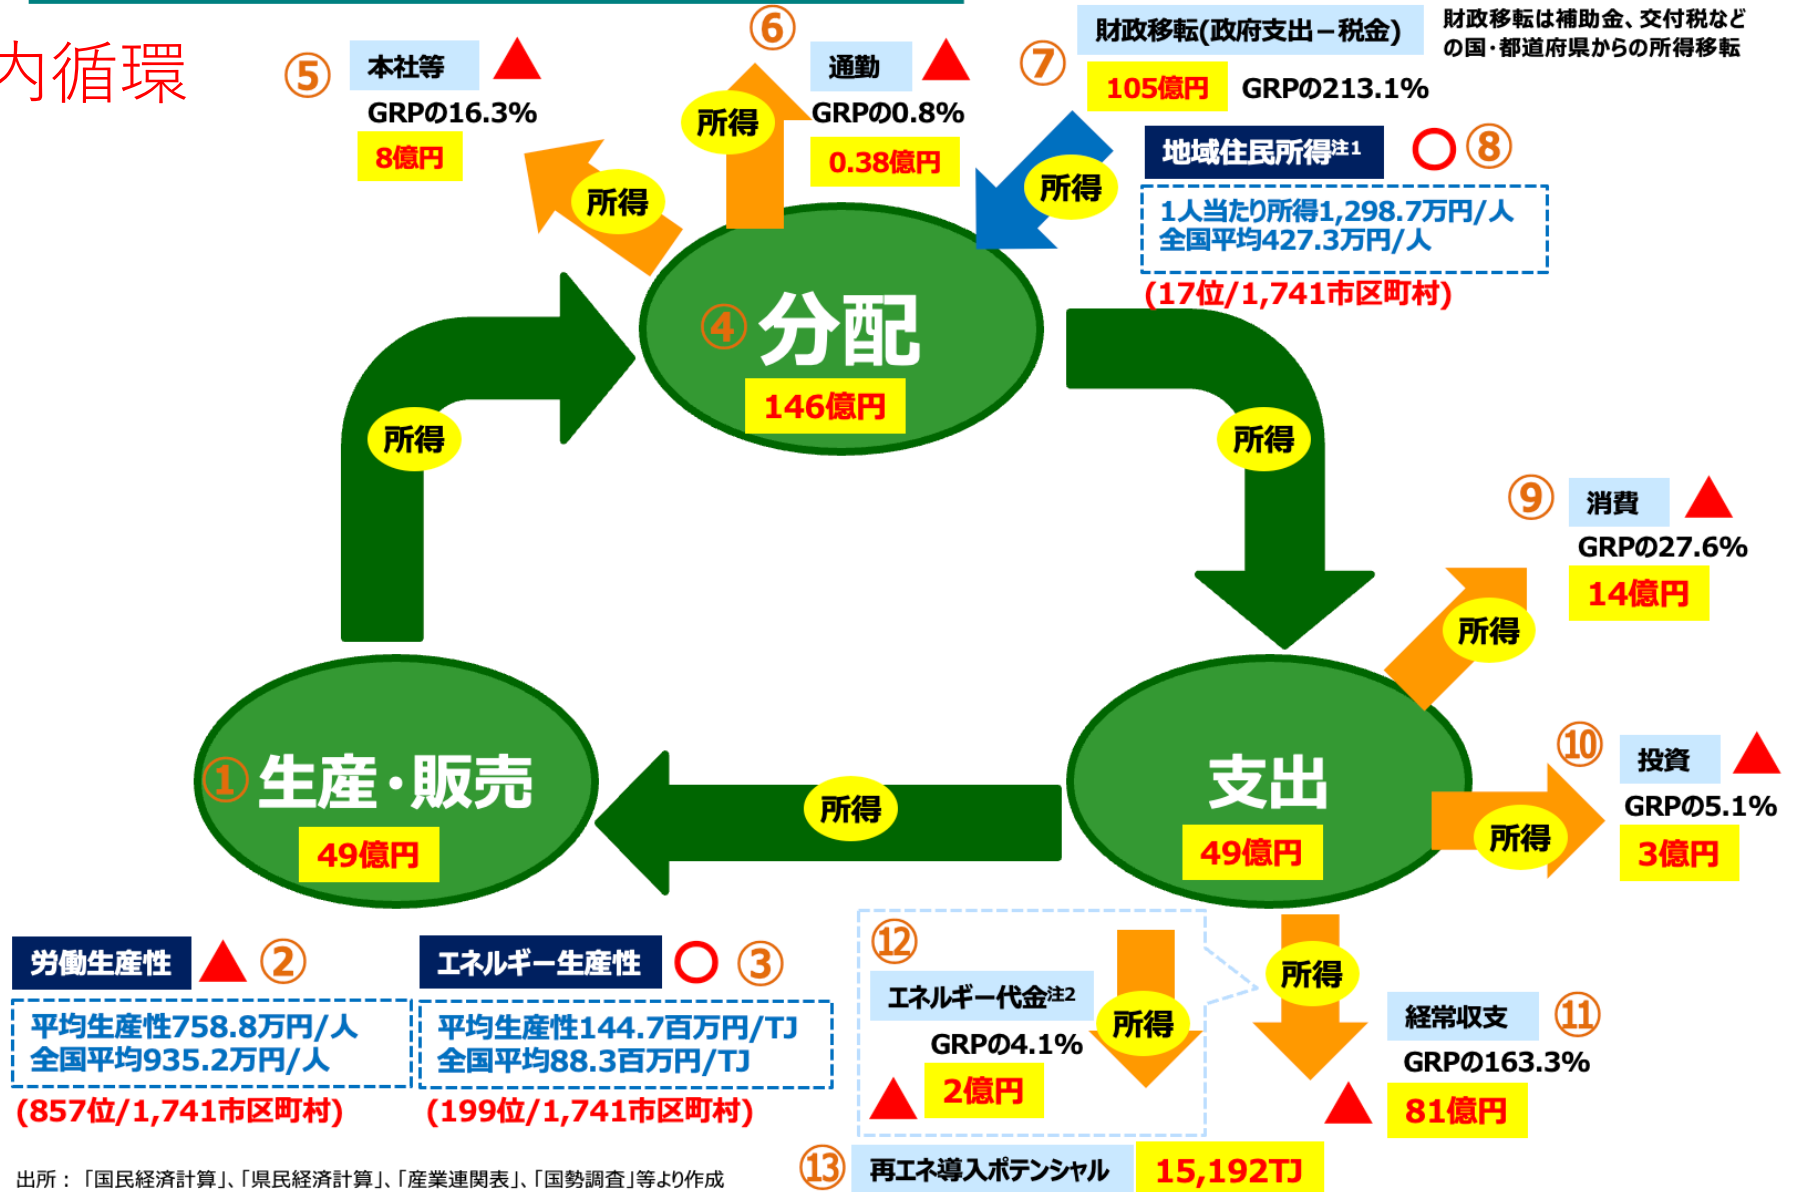 内循環
⑤
本社等
GRPの16.3%
8億円
所得
⑥
所得
通勤
GRPの0.8%
0.38億円
⑦
財政移転(政府支出－税金)
105億円 GRPの213.1%
財政移転は補助金、交付税など
の国・都道府県からの所得移転
所得
地域住民所得注1
⑧
1人当たり所得1,298.7万円/人
全国平均427.3万円/人
(17位/1,741市区町村)
④分配
146億円
所得
所得
⑨
消費
GRPの27.6%
14億円
所得
①生産・販売
49億円
所得
支出
49億円
⑩
投資
GRPの5.1%
3億円
所得
労働生産性
②
平均生産性758.8万円/人
全国平均935.2万円/人
(857位/1,741市区町村)
エネルギー生産性
③
平均生産性144.7百万円/TJ
全国平均88.3百万円/TJ
(199位/1,741市区町村)
⑫
エネルギー代金注2
GRPの4.1%
2億円
所得
所得
経常収支
⑪
GRPの163.3%
81億円
⑬
再エネ導入ポテンシャル
15,192TJ
出所：「国民経済計算」、「県民経済計算」、「産業連関表」、「国勢調査」等より作成